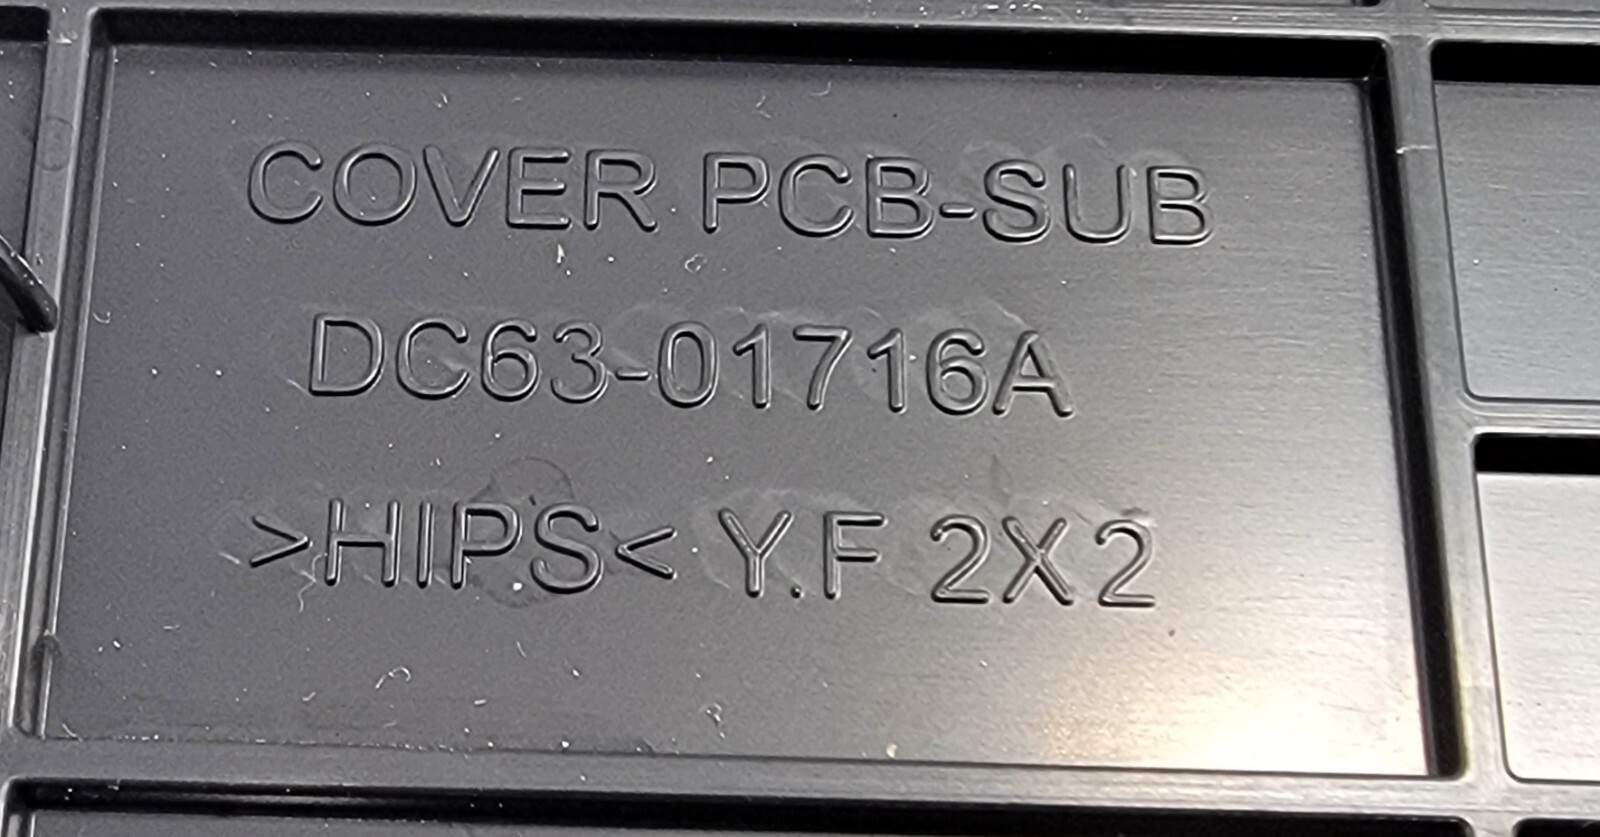 COVER PCB-SUB
DC63-01716A
>HIPS< Y.F 2X2